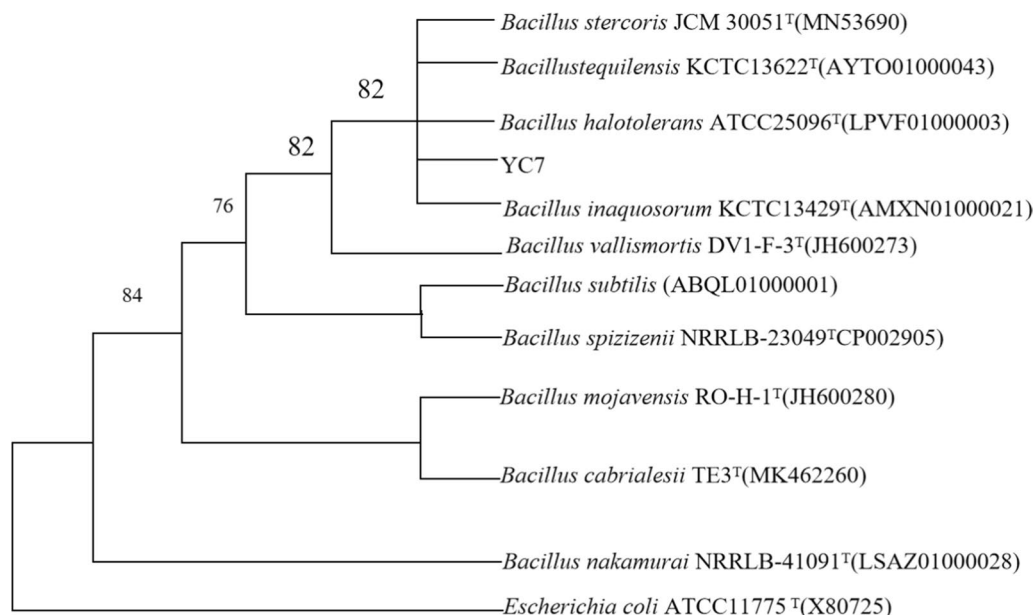 Bacillus stercoris JCM 30051ᵀ(MN53690)
Bacillustequilensis KCTC13622ᵀ(AYTO01000043)
82
Bacillus halotolerans ATCC25096ᵀ(LPVF01000003)
82
YC7
76
Bacillus inaquosorum KCTC13429ᵀ(AMXN01000021)
Bacillus vallismortis DV1-F-3ᵀ(JH600273)
Bacillus subtilis (ABQL01000001)
84
Bacillus spizizenii NRRLB-23049ᵀCP002905)
Bacillus mojavensis RO-H-1ᵀ(JH600280)
Bacillus cabrialesii TE3ᵀ(MK462260)
Bacillus nakamurai NRRLB-41091ᵀ(LSAZ01000028)
Escherichia coli ATCC11775 ᵀ(X80725)